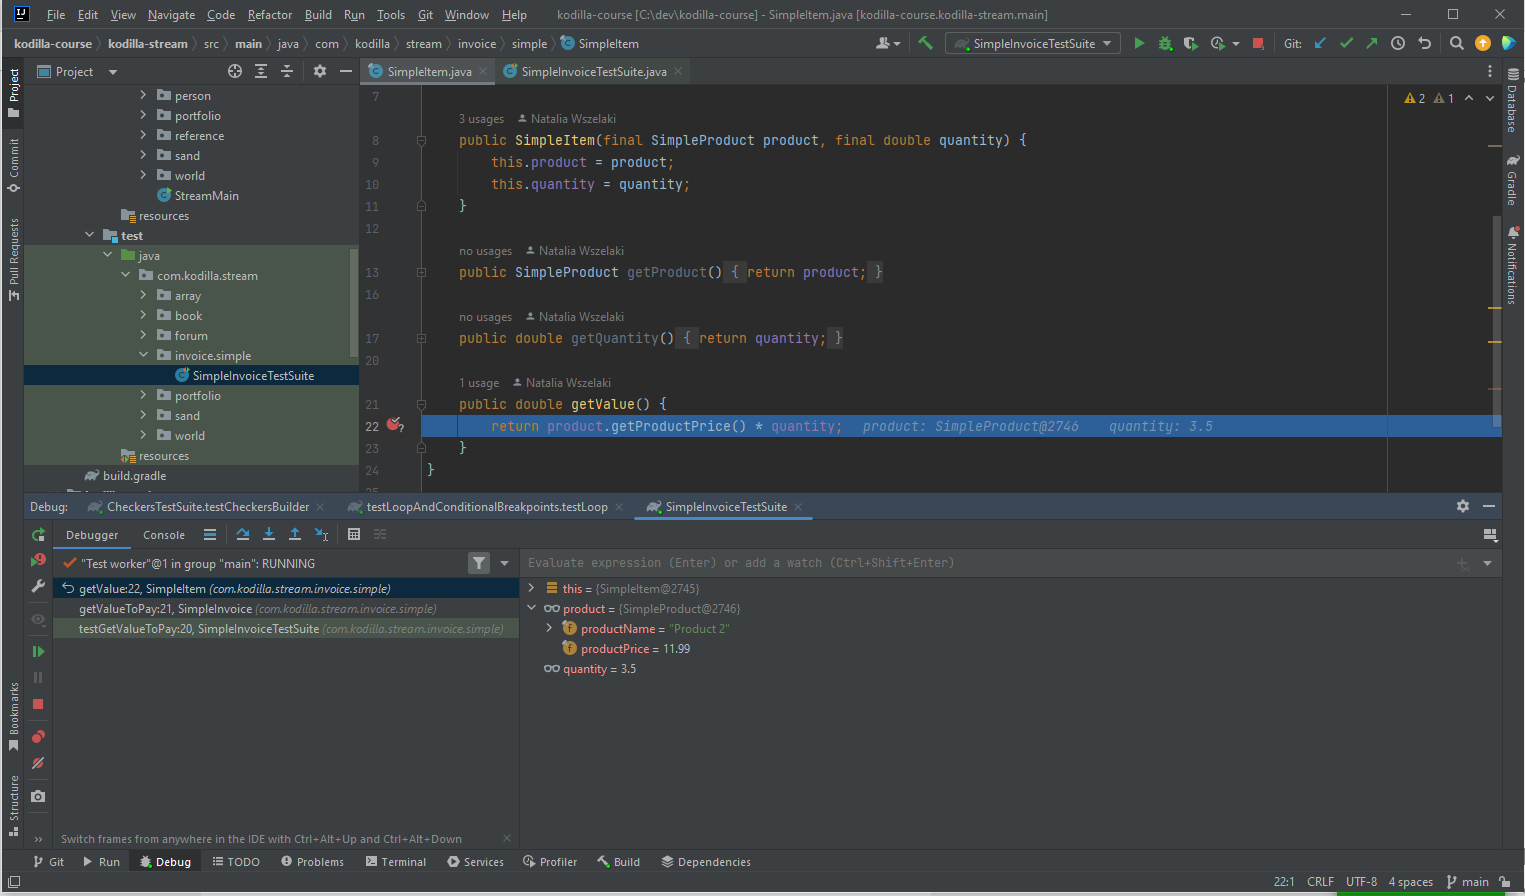 File Edit View Navigate Code Refactor Build Run Tools Git Window Help kodilla-course [C:\dev\kodilla-course] - SimpleItem.java [kodilla-course.kodilla-stream.main]
kodilla-course kodilla-stream src main java com kodilla stream invoice simple SimpleItem SimpleInvoiceTestSuite Git:
Project
SimpleItem.java SimpleInvoiceTestSuite.java
Project
Commit
Pull Requests
Bookmarks
Structure
person
portfolio
reference
sand
world
StreamMain
resources
test
java
com.kodilla.stream
array
book
forum
invoice.simple
SimpleInvoiceTestSuite
portfolio
sand
world
resources
build.gradle
2 1
7
3 usages Natalia Wszelaki
8 public SimpleItem(final SimpleProduct product, final double quantity) {
9 this.product = product;
10 this.quantity = quantity;
11 }
12
no usages Natalia Wszelaki
13 public SimpleProduct getProduct() { return product; }
16
no usages Natalia Wszelaki
17 public double getQuantity() { return quantity; }
20
1 usage Natalia Wszelaki
21 public double getValue() {
22 return product.getProductPrice() * quantity; product: SimpleProduct@2746 quantity: 3.5
23 }
24 }
Database
Gradle
Notifications
Debug: CheckersTestSuite.testCheckersBuilder testLoopAndConditionalBreakpoints.testLoop SimpleInvoiceTestSuite
Debugger Console
"Test worker"@1 in group "main": RUNNING
getValue:22, SimpleItem (com.kodilla.stream.invoice.simple)
getValueToPay:21, SimpleInvoice (com.kodilla.stream.invoice.simple)
testGetValueToPay:20, SimpleInvoiceTestSuite (com.kodilla.stream.invoice.simple)
Evaluate expression (Enter) or add a watch (Ctrl+Shift+Enter)
this = {SimpleItem@2745}
product = {SimpleProduct@2746}
productName = "Product 2"
productPrice = 11.99
quantity = 3.5
Switch frames from anywhere in the IDE with Ctrl+Alt+Up and Ctrl+Alt+Down
Git Run Debug TODO Problems Terminal Services Profiler Build Dependencies
22:1 CRLF UTF-8 4 spaces main